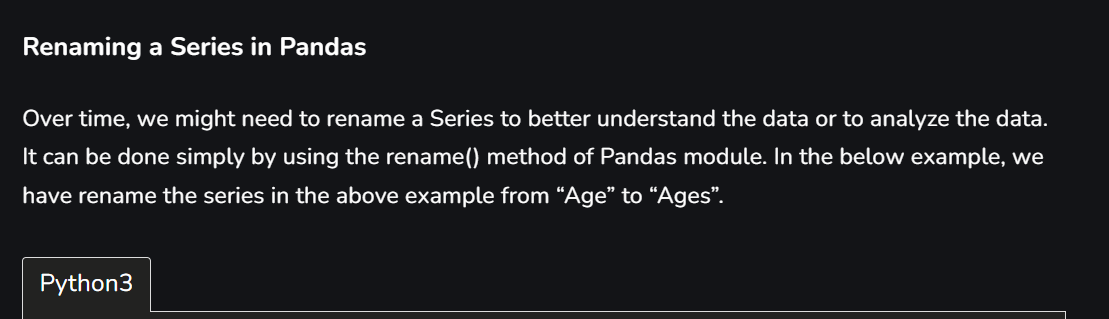 Renaming a Series in Pandas
Over time, we might need to rename a Series to better understand the data or to analyze the data.
It can be done simply by using the rename() method of Pandas module. In the below example, we
have rename the series in the above example from “Age” to “Ages”.
Python3